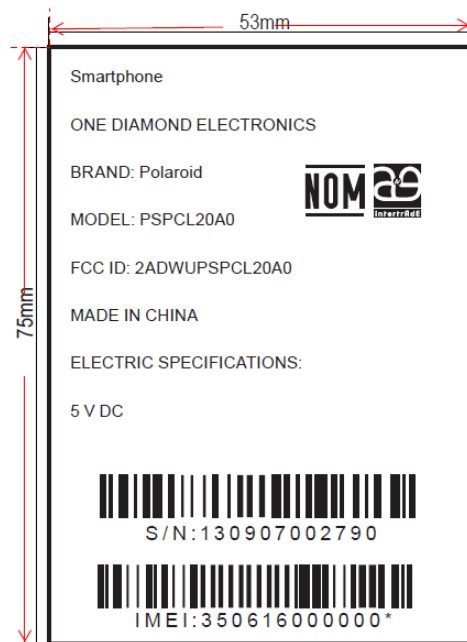 53mm
75mm
Smartphone
ONE DIAMOND ELECTRONICS
BRAND: Polaroid
NOM
IntertrAdE
MODEL: PSPCL20A0
FCC ID: 2ADWUPSPCL20A0
MADE IN CHINA
ELECTRIC SPECIFICATIONS:
5 V DC
S/N:130907002790
IMEI:350616000000*